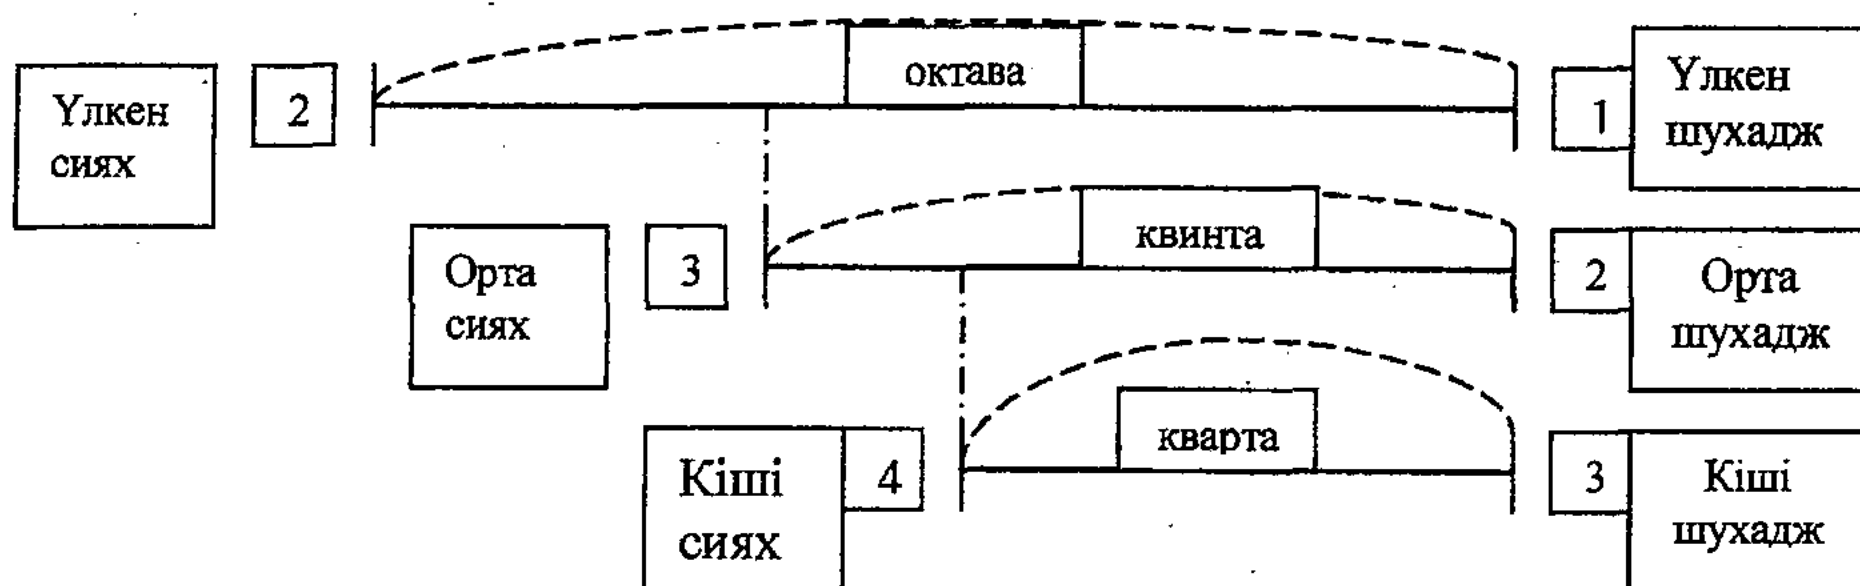 октава
Үлкен
сиях
2
1
Үлкен
шухадж
квинта
Орта
сиях
3
2
Орта
шухадж
кварта
Кіші
сиях
4
3
Кіші
шухадж